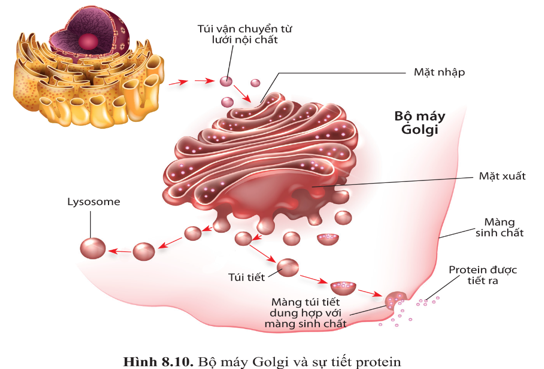 Túi vận chuyển từ
lưới nội chất
Mặt nhập
Bộ máy
Golgi
Mặt xuất
Lysosome
Màng
sinh chất
Túi tiết
Protein được
tiết ra
Màng túi tiết
dung hợp với
màng sinh chất
Hình 8.10. Bộ máy Golgi và sự tiết protein